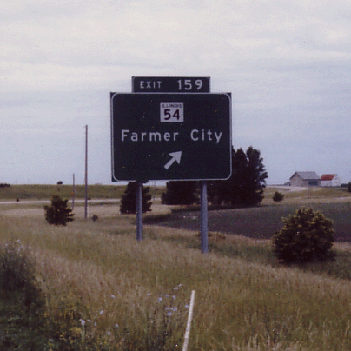 EXIT 159
ILLINOIS
54
Farmer City